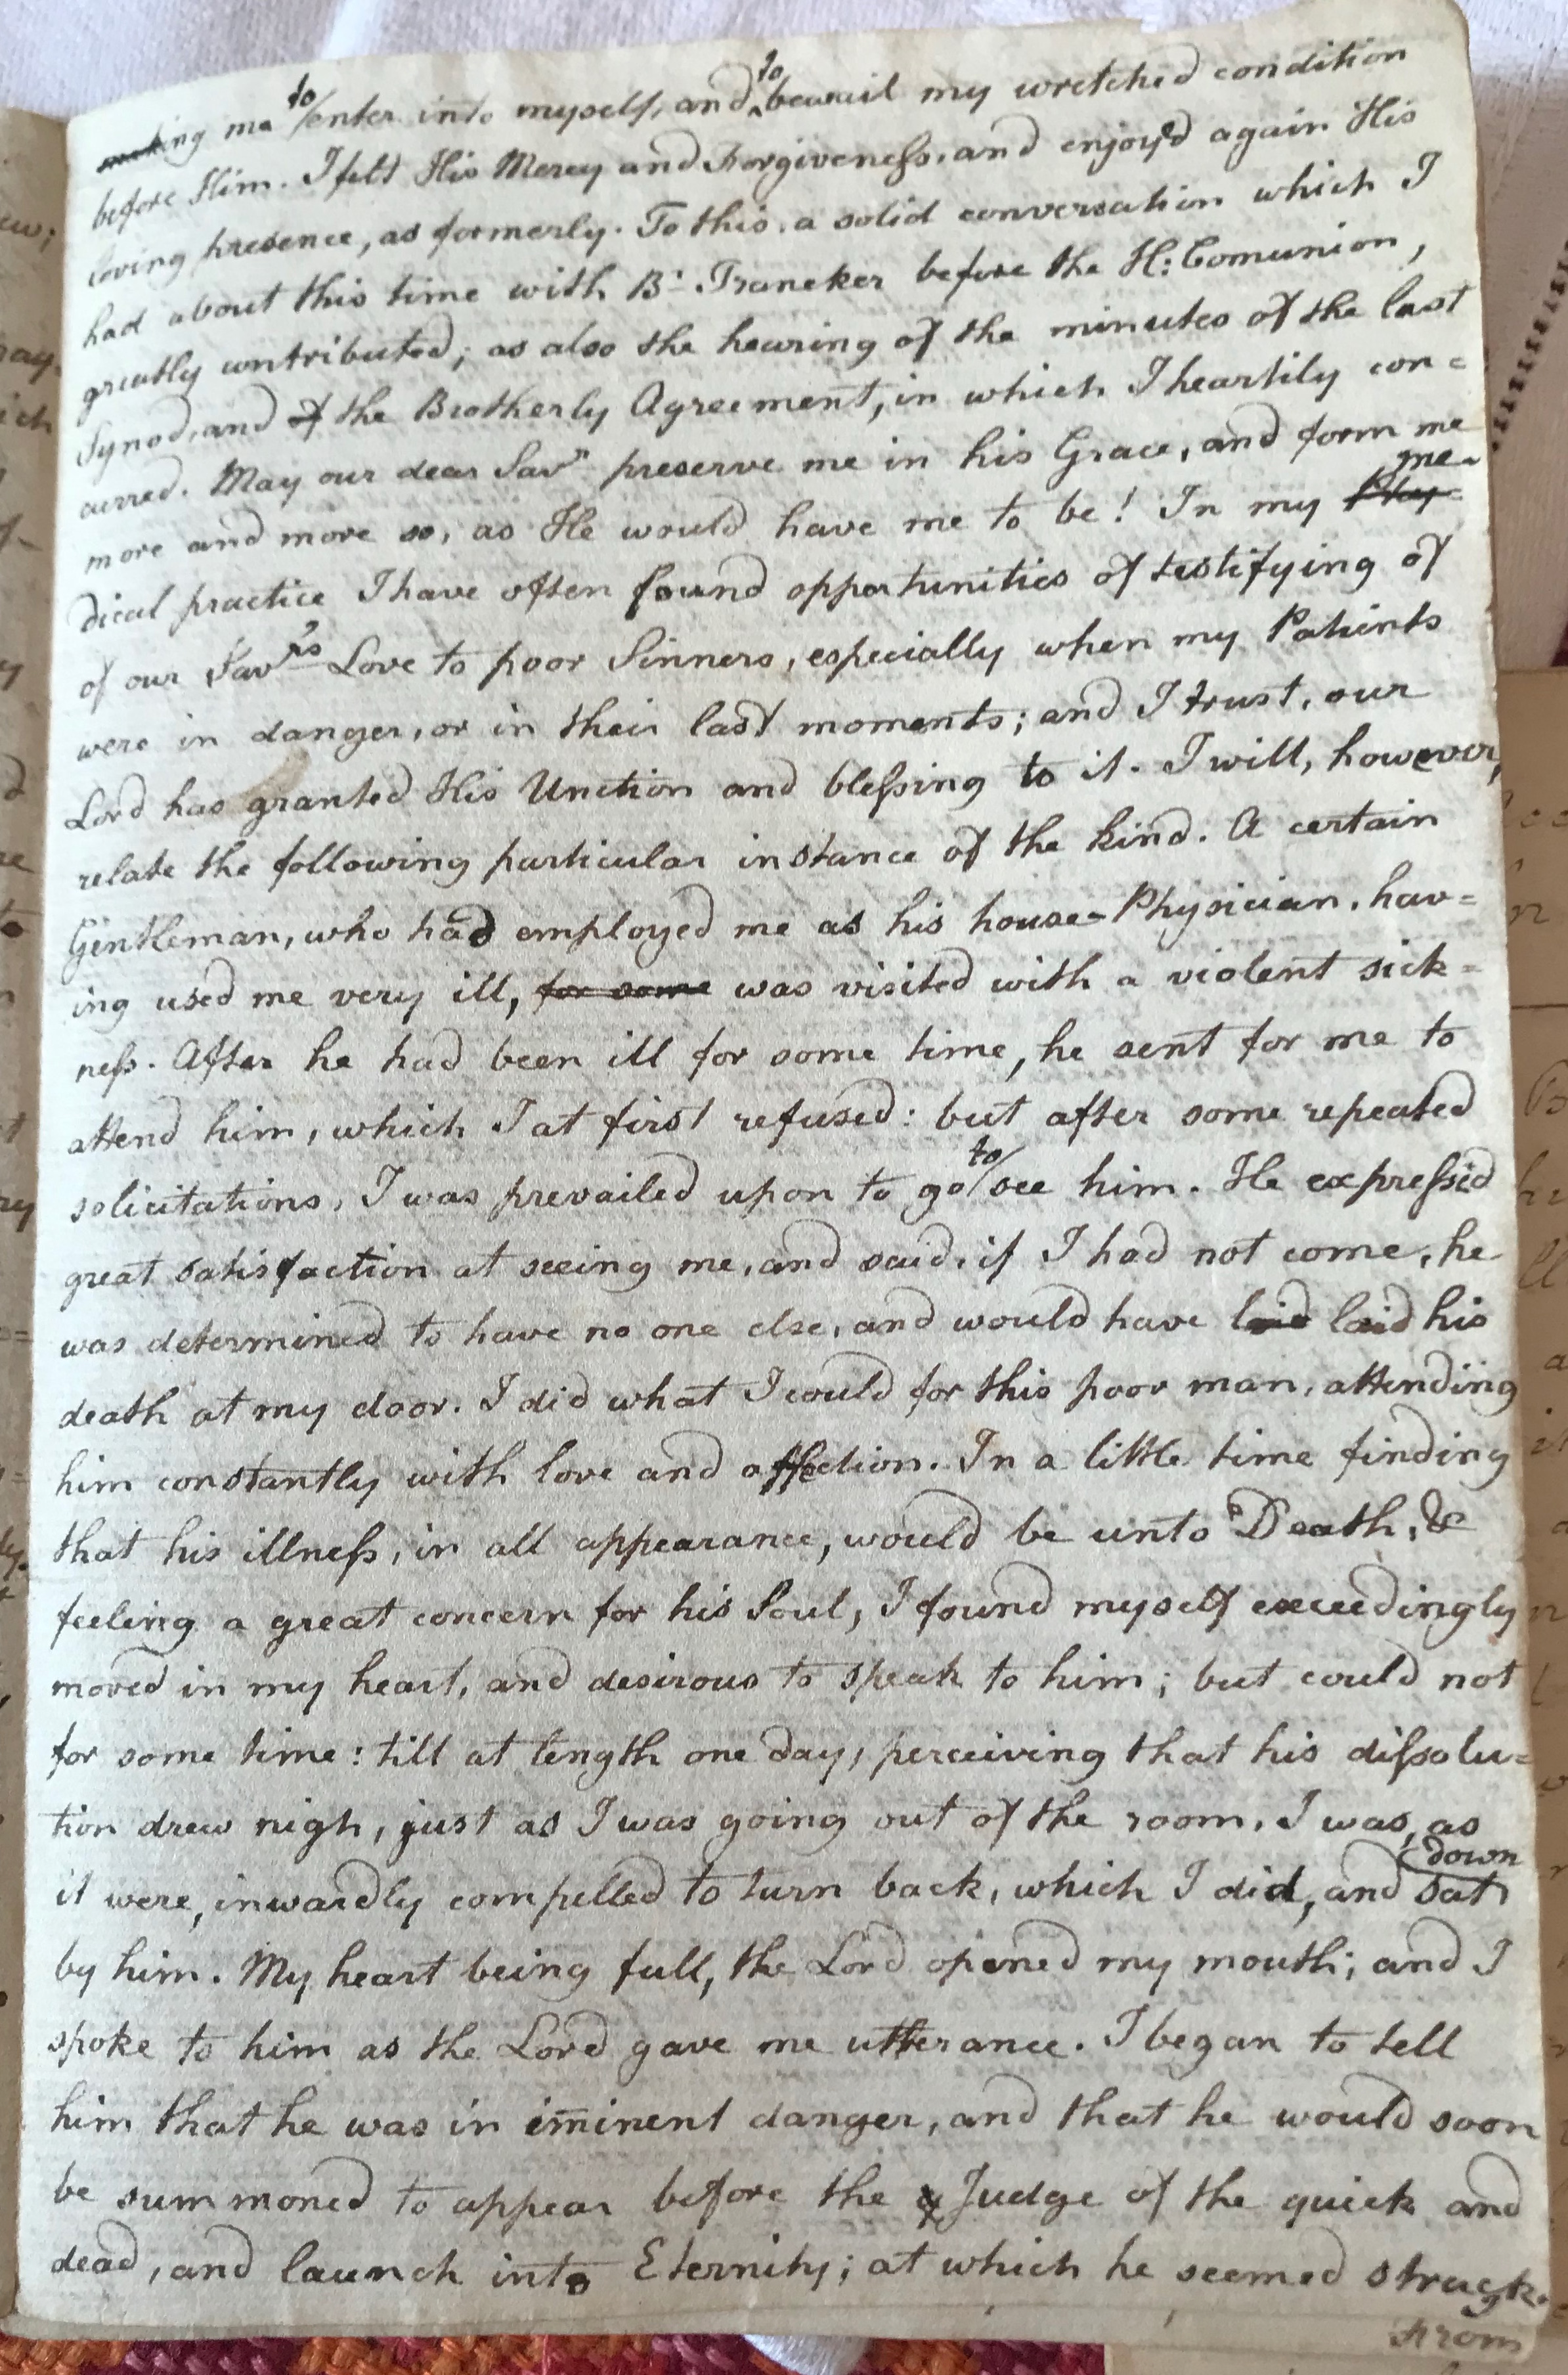 making me to enter into myself, and to bewail my wretched condition
before Him. I felt His Mercy and Forgiveneſs, and enjoy'd again His
loving presence, as formerly. To this, a solid conversation which I
had about this time with Br. Traneker before the H: Com̄union,
greatly contributed; as also the hearing of the minutes of the last
Synod, and of the Brotherly Agreement, in which I heartily con=
curred. May our dear Savr preserve me in his Grace, and form me
more and more so, as He would have me to be! In my Phy= me=
dical practice I have often found opportunities of testifying of
of our Savr's Love to poor Sinners, especially when my Patients
were in danger, or in their last moments; and I trust, our
Lord has granted His Unction and bleſsing to it. I will, however,
relate the following particular instance of the kind. A certain
Gentleman, who had employed me as his house-Physician, hav=
ing used me very ill, for some was visited with a violent sick=
neſs. After he had been ill for some time, he sent for me to
attend him, which I at first refused: but after some repeated
solicitations, I was prevailed upon to go to see him. He expreſsed
great satisfaction at seeing me, and said, if I had not come, he
was determined to have no one else, and would have laid laid his
death at my door. I did what I could for this poor man, attending
him constantly with love and affection. In a little time finding
that his illneſs, in all appearance, would be unto Death, &
feeling a great concern for his Soul, I found myself exceedingly
moved in my heart, and desirous to speak to him; but could not
for some time: till at length one day, perceiving that his diſsolu=
tion drew nigh, just as I was going out of the room, I was, as
it were, inwardly compelled to turn back, which I did, and sat down
by him. My heart being full, the Lord opened my mouth; and I
spoke to him as the Lord gave me utterance. I began to tell
him that he was in im̄inent danger, and that he would soon
be summoned to appear before the Judge of the quick and
dead, and launch into Eternity; at which he seemed struck.
From